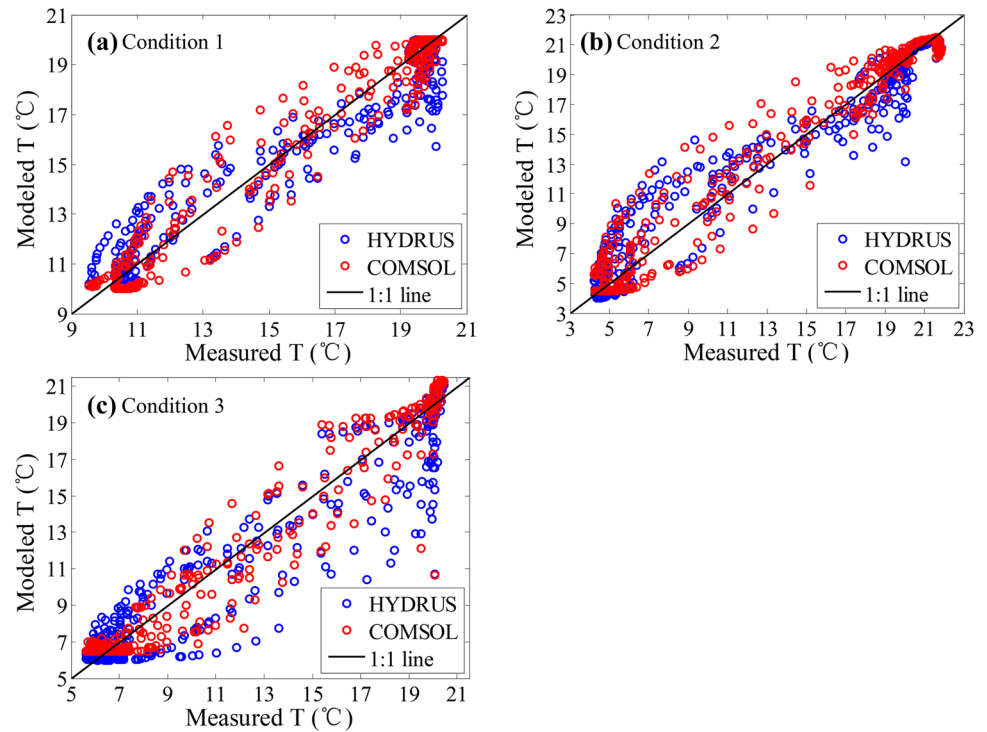 (a) Condition 1
Modeled T (℃)
21
19
17
15
13
11
9
HYDRUS
COMSOL
1:1 line
9 11 13 15 17 19 21
Measured T (℃)
(b) Condition 2
Modeled T (℃)
23
21
19
17
15
13
11
9
7
5
3
HYDRUS
COMSOL
1:1 line
3 5 7 9 11 13 15 17 19 21 23
Measured T (℃)
(c) Condition 3
Modeled T (℃)
21
19
17
15
13
11
9
7
5
HYDRUS
COMSOL
1:1 line
5 7 9 11 13 15 17 19 21
Measured T (℃)